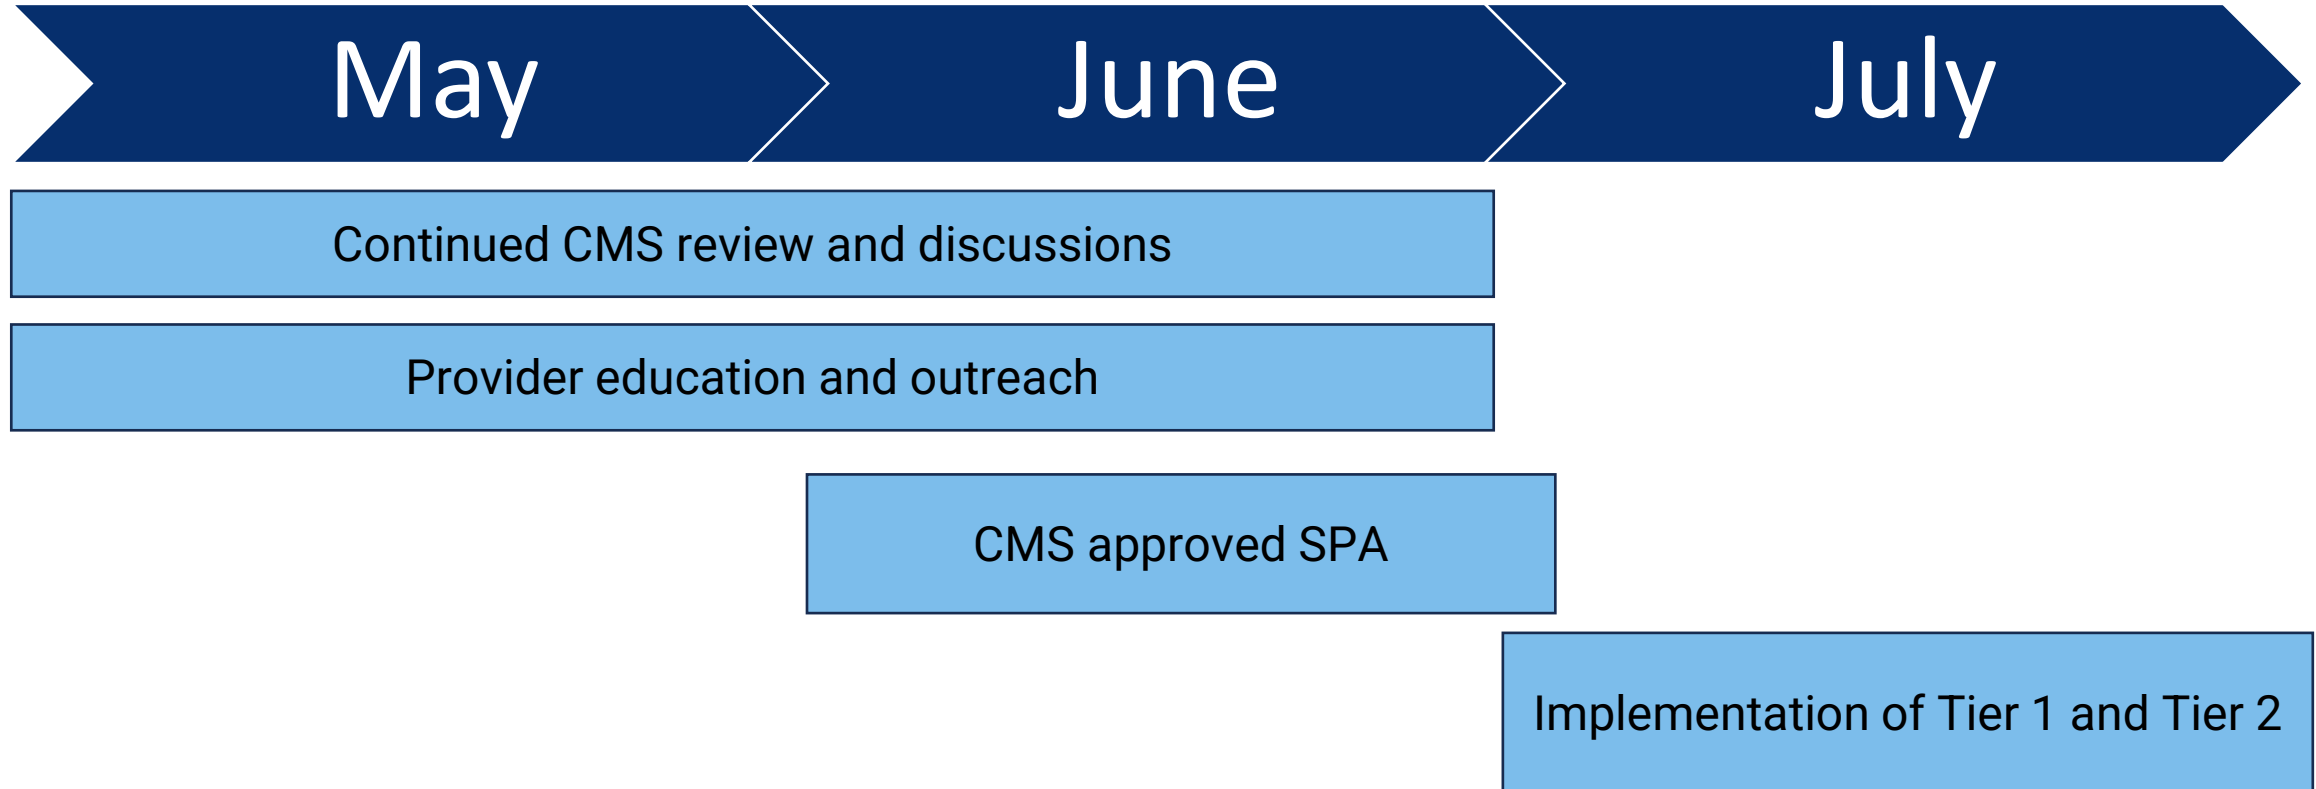 May
June
July
Continued CMS review and discussions
Provider education and outreach
CMS approved SPA
Implementation of Tier 1 and Tier 2